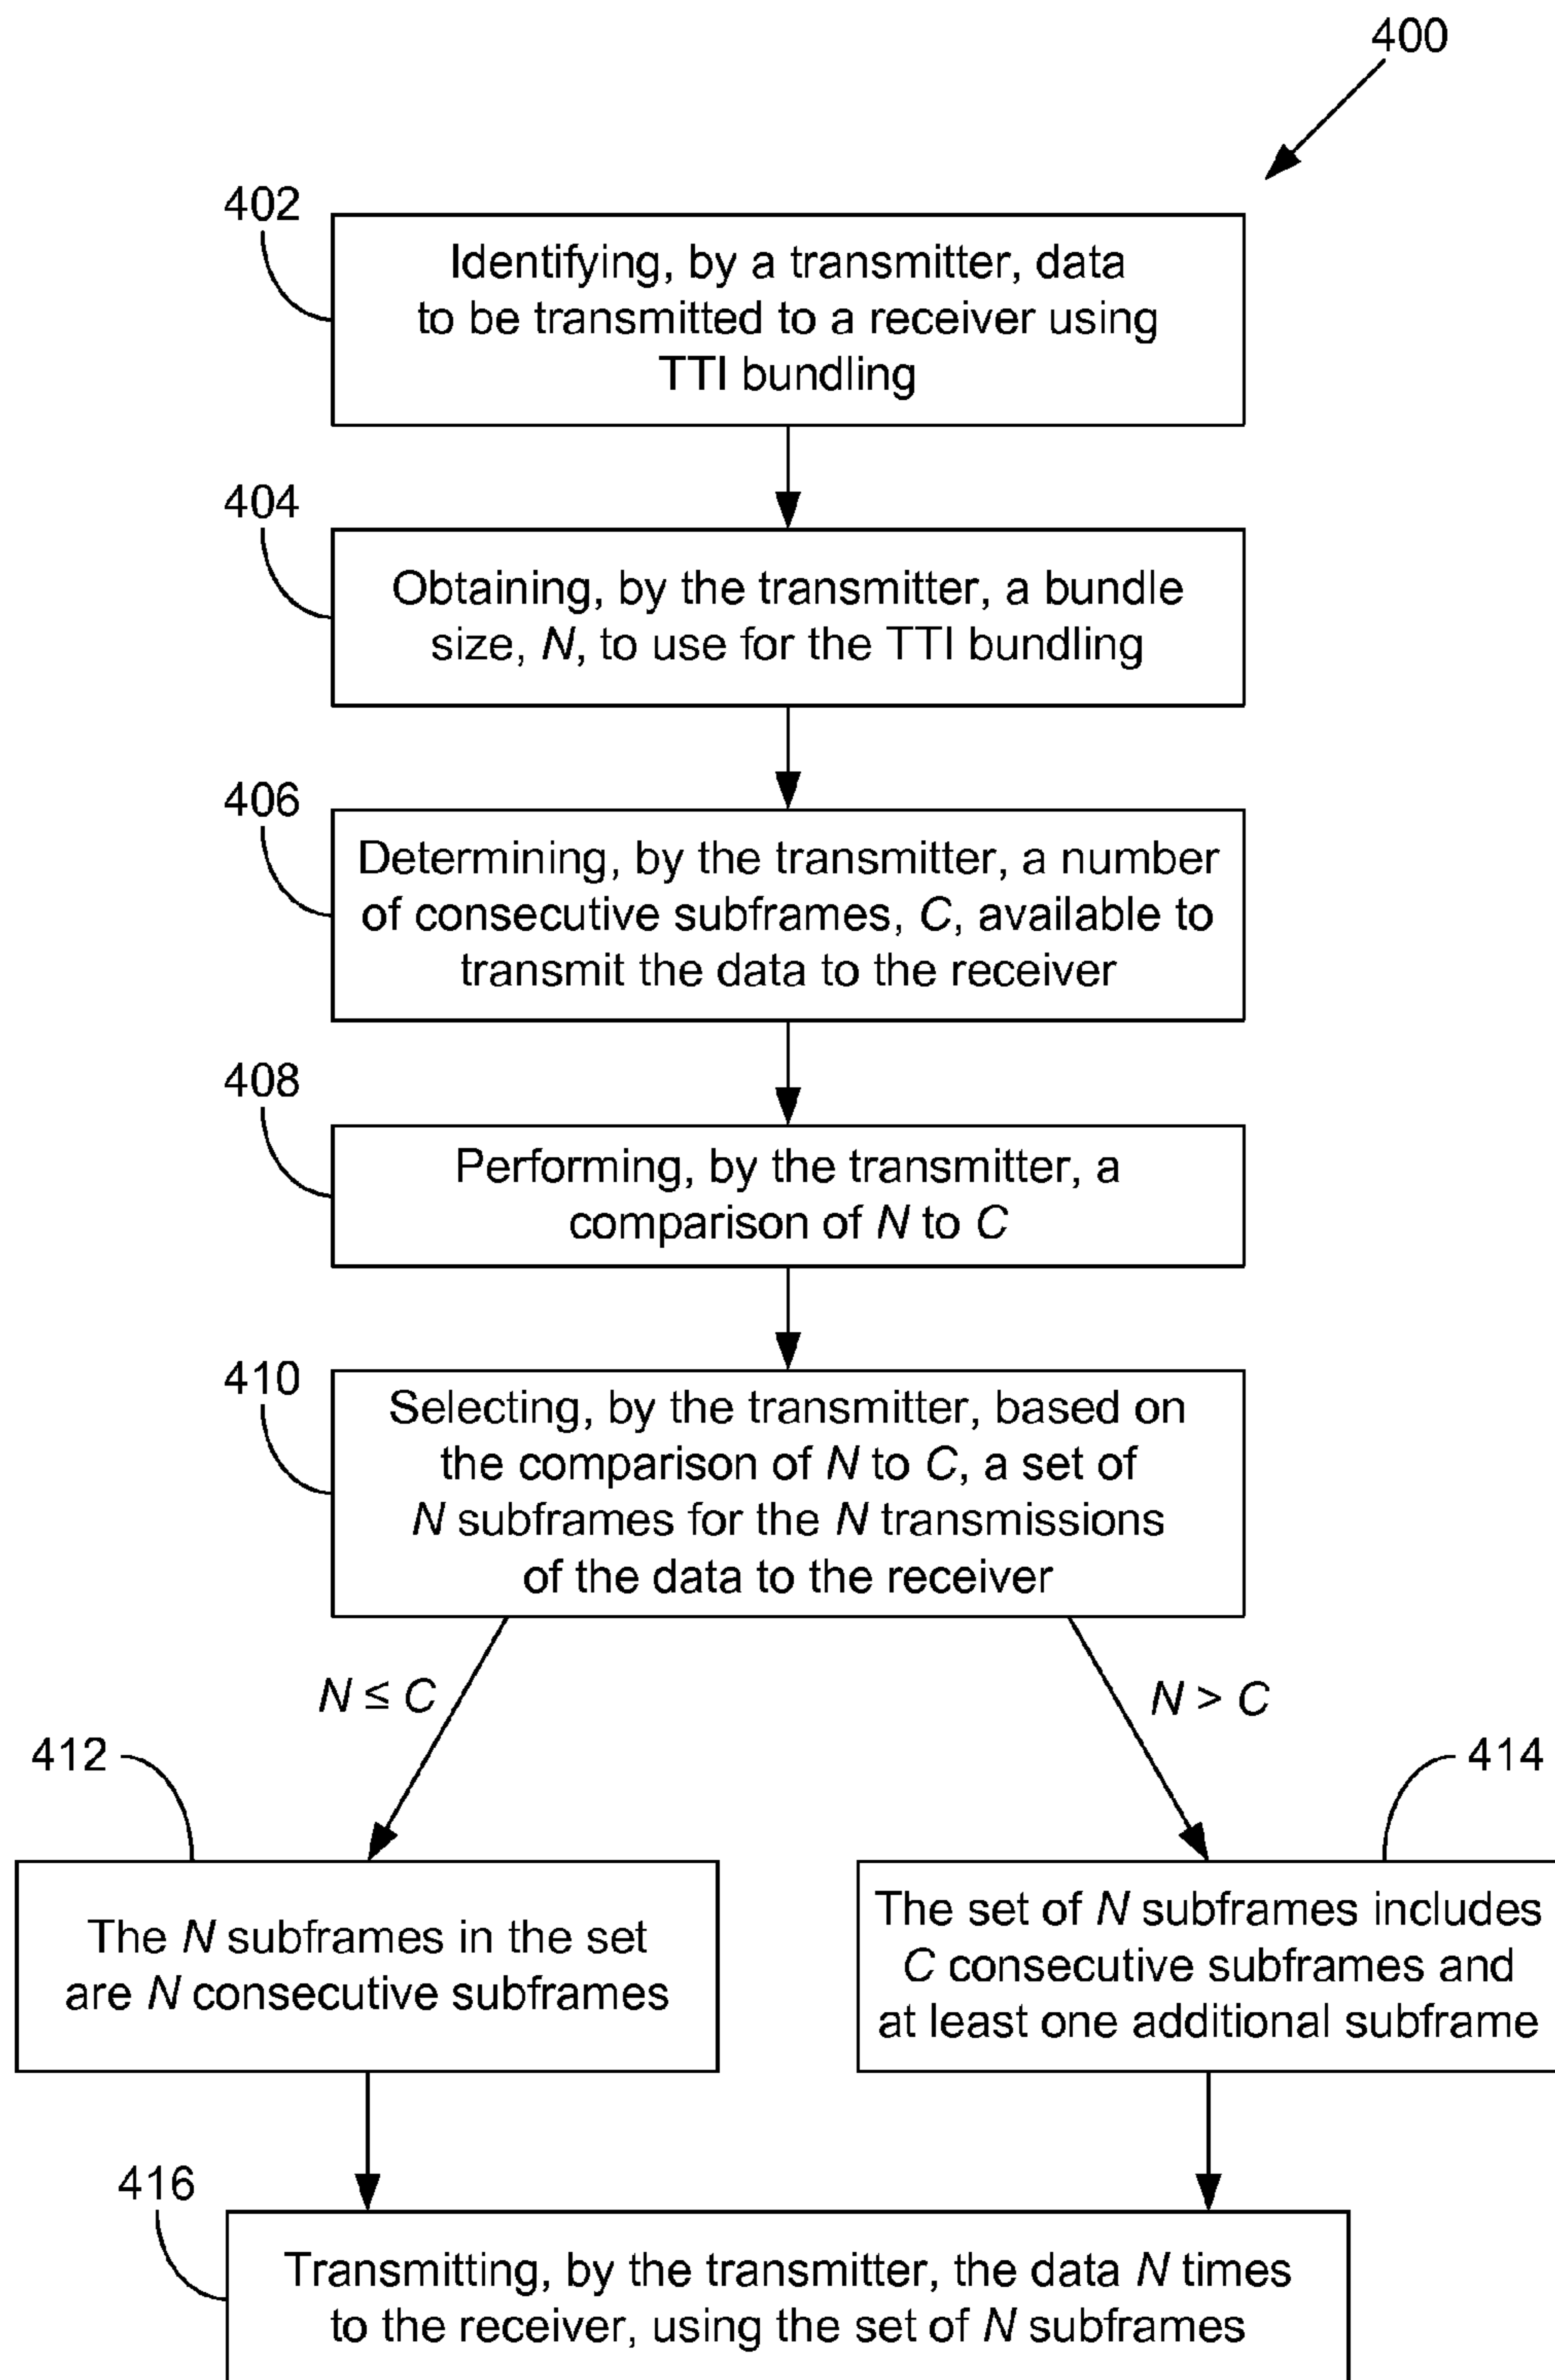 400
402
Identifying, by a transmitter, data
to be transmitted to a receiver using
TTI bundling
404
Obtaining, by the transmitter, a bundle
size, N, to use for the TTI bundling
406
Determining, by the transmitter, a number
of consecutive subframes, C, available to
transmit the data to the receiver
408
Performing, by the transmitter, a
comparison of N to C
410
Selecting, by the transmitter, based on
the comparison of N to C, a set of
N subframes for the N transmissions
of the data to the receiver
N ≤ C
N > C
412
414
The N subframes in the set
are N consecutive subframes
The set of N subframes includes
C consecutive subframes and
at least one additional subframe
416
Transmitting, by the transmitter, the data N times
to the receiver, using the set of N subframes